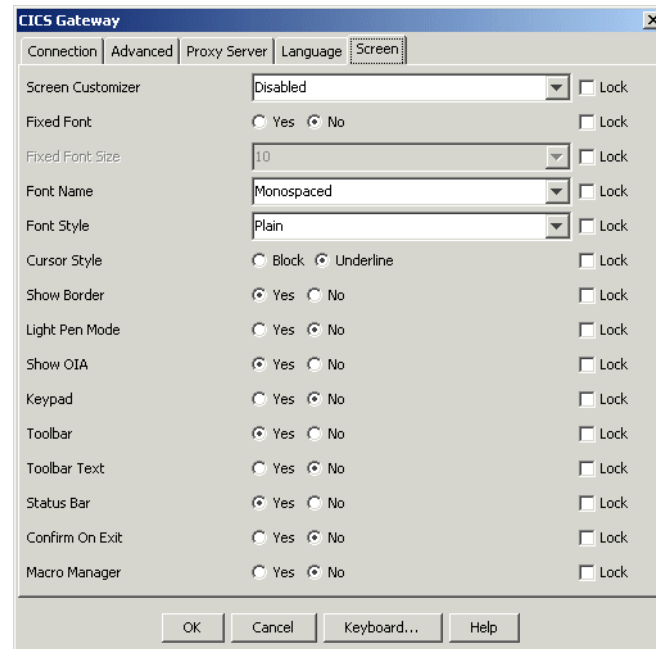 CICS Gateway
Connection Advanced Proxy Server Language Screen
Screen Customizer Disabled Lock
Fixed Font Yes No Lock
Fixed Font Size 10 Lock
Font Name Monospaced Lock
Font Style Plain Lock
Cursor Style Block Underline Lock
Show Border Yes No Lock
Light Pen Mode Yes No Lock
Show OIA Yes No Lock
Keypad Yes No Lock
Toolbar Yes No Lock
Toolbar Text Yes No Lock
Status Bar Yes No Lock
Confirm On Exit Yes No Lock
Macro Manager Yes No Lock
OK Cancel Keyboard... Help